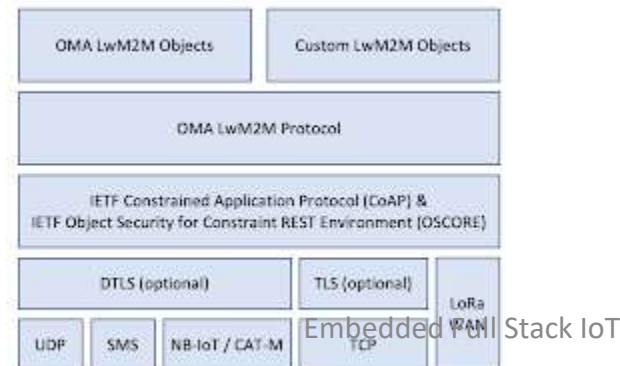 OMA LwM2M Objects
Custom LwM2M Objects
OMA LwM2M Protocol
IETF Constrained Application Protocol (CoAP) &
IETF Object Security for Constraint REST Environment (OSCORE)
DTLS (optional)
TLS (optional)
LoRa
WAN
UDP
SMS
NB-IoT / CAT-M
TCP
Embedded Full Stack IoT